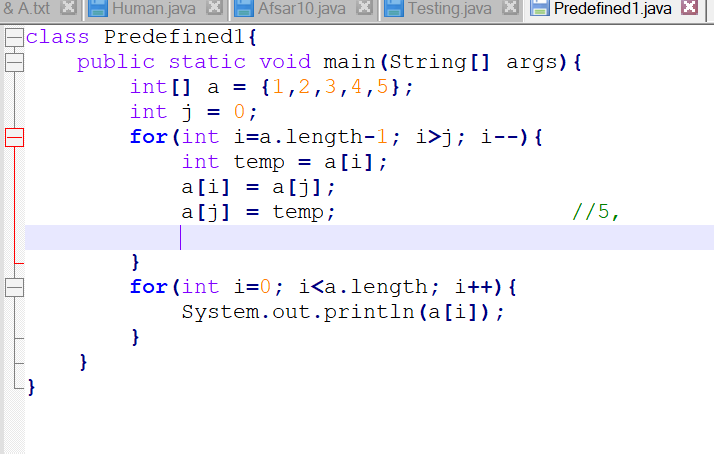 & A.txt Human.java Afsar10.java Testing.java Predefined1.java
class Predefined1{
    public static void main(String[] args){
        int[] a = {1,2,3,4,5};
        int j = 0;
        for(int i=a.length-1; i>j; i--){
            int temp = a[i];
            a[i] = a[j];
            a[j] = temp;                  //5,
        }
        for(int i=0; i<a.length; i++){
            System.out.println(a[i]);
        }
    }
}